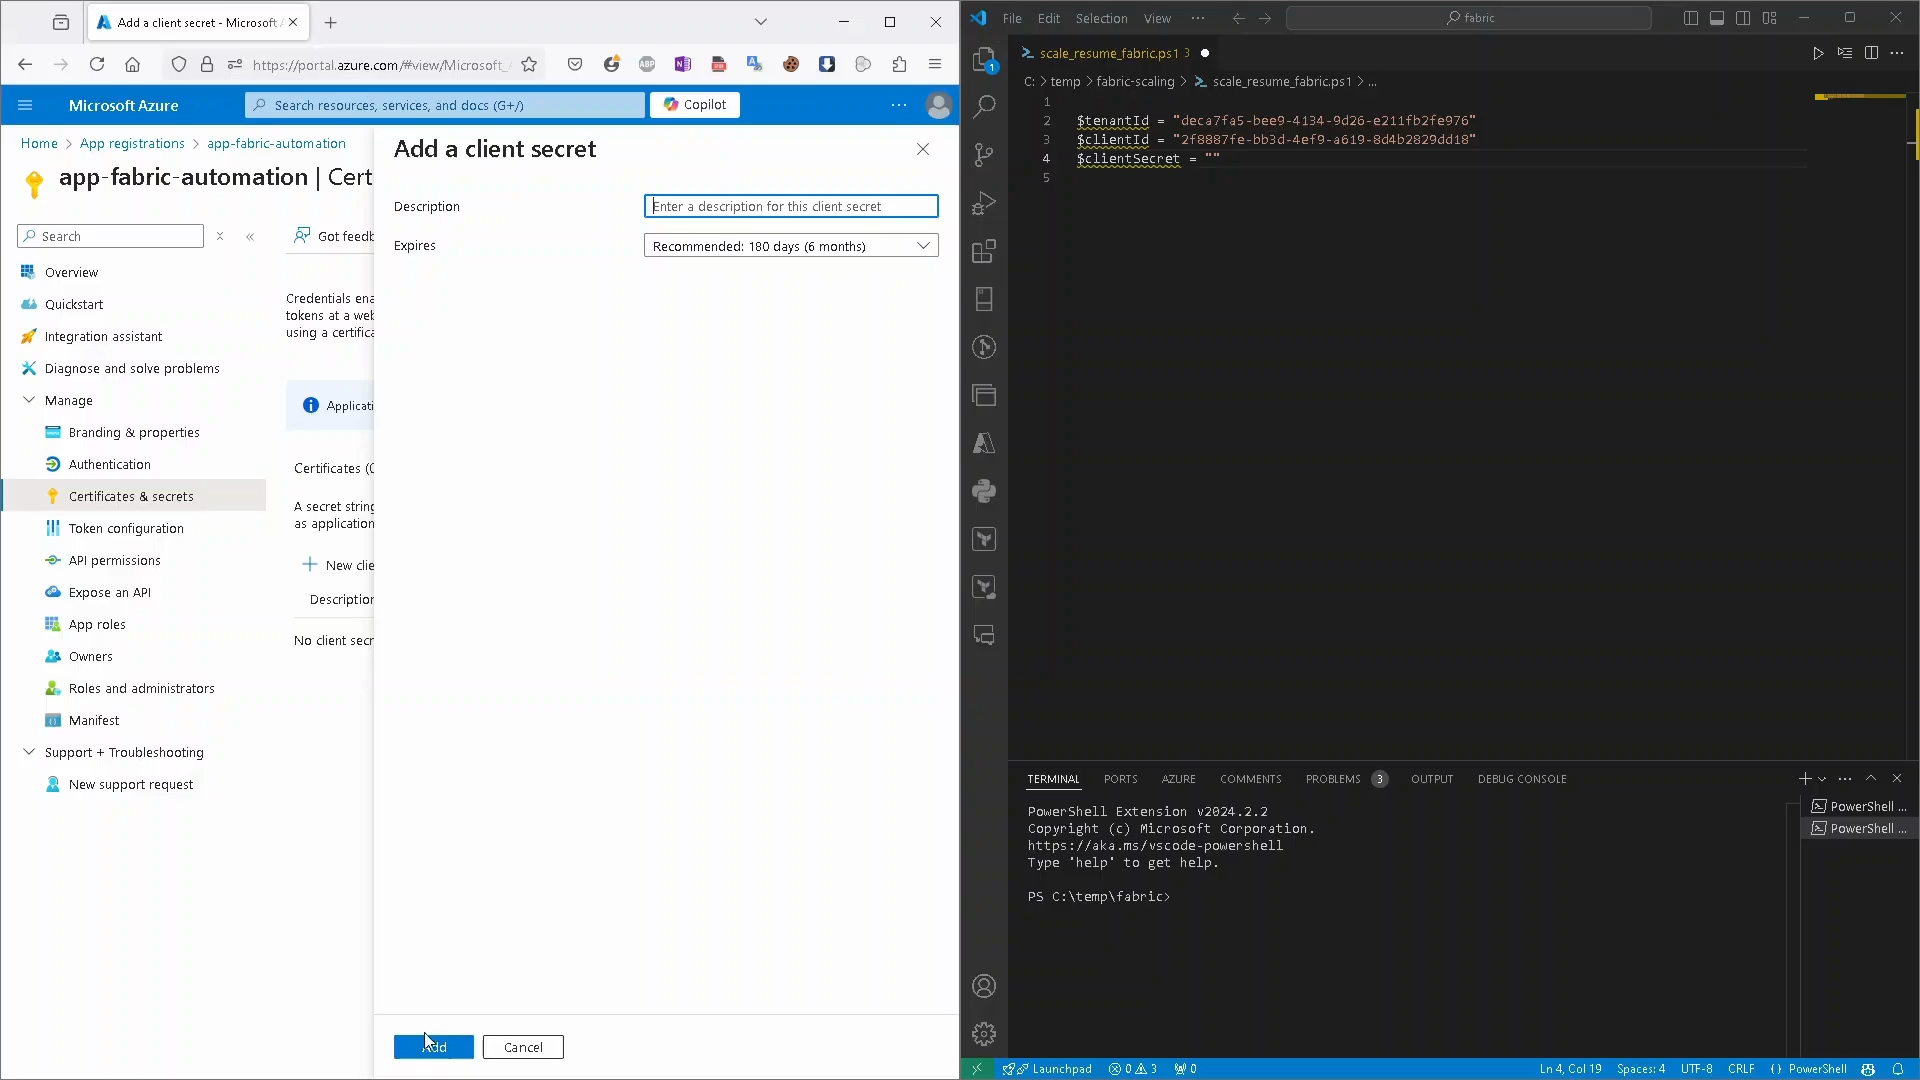 Add a client secret - Microsoft A
https://portal.azure.com/#view/Microsoft_
Microsoft Azure
Search resources, services, and docs (G+/)
Copilot
Home > App registrations > app-fabric-automation
app-fabric-automation | Cert
Search
Got feedb
Overview
Quickstart
Integration assistant
Diagnose and solve problems
Manage
Branding & properties
Authentication
Certificates & secrets
Token configuration
API permissions
Expose an API
App roles
Owners
Roles and administrators
Manifest
Support + Troubleshooting
New support request
Credentials ena
tokens at a web
using a certifica
Applicati
Certificates (0
A secret string
as application
New clie
Description
No client secr
Add a client secret
Description
Enter a description for this client secret
Expires
Recommended: 180 days (6 months)
Add
Cancel
File Edit Selection View ···
fabric
scale_resume_fabric.ps1 3
C: > temp > fabric-scaling > scale_resume_fabric.ps1 > ...
1
2 $tenantId = "deca7fa5-bee9-4134-9d26-e211fb2fe976"
3 $clientId = "2f8887fe-bb3d-4ef9-a619-8d4b2829dd18"
4 $clientSecret = ""
5
TERMINAL PORTS AZURE COMMENTS PROBLEMS 3 OUTPUT DEBUG CONSOLE
PowerShell Extension v2024.2.2
Copyright (c) Microsoft Corporation.
https://aka.ms/vscode-powershell
Type 'help' to get help.
PS C:\temp\fabric>
PowerShell ...
PowerShell ...
1
Launchpad 0 3 0
Ln 4, Col 19 Spaces: 4 UTF-8 CRLF PowerShell